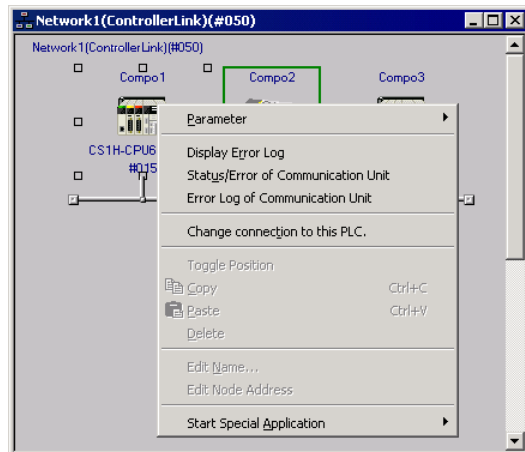 Network1(ControllerLink)(#050)
Network1(ControllerLink)(#050)
Compo1
Compo2
Compo3
CS1H-CPU6
#015
Parameter
Display Error Log
Status/Error of Communication Unit
Error Log of Communication Unit
Change connection to this PLC.
Toggle Position
Copy Ctrl+C
Paste Ctrl+V
Delete
Edit Name...
Edit Node Address
Start Special Application